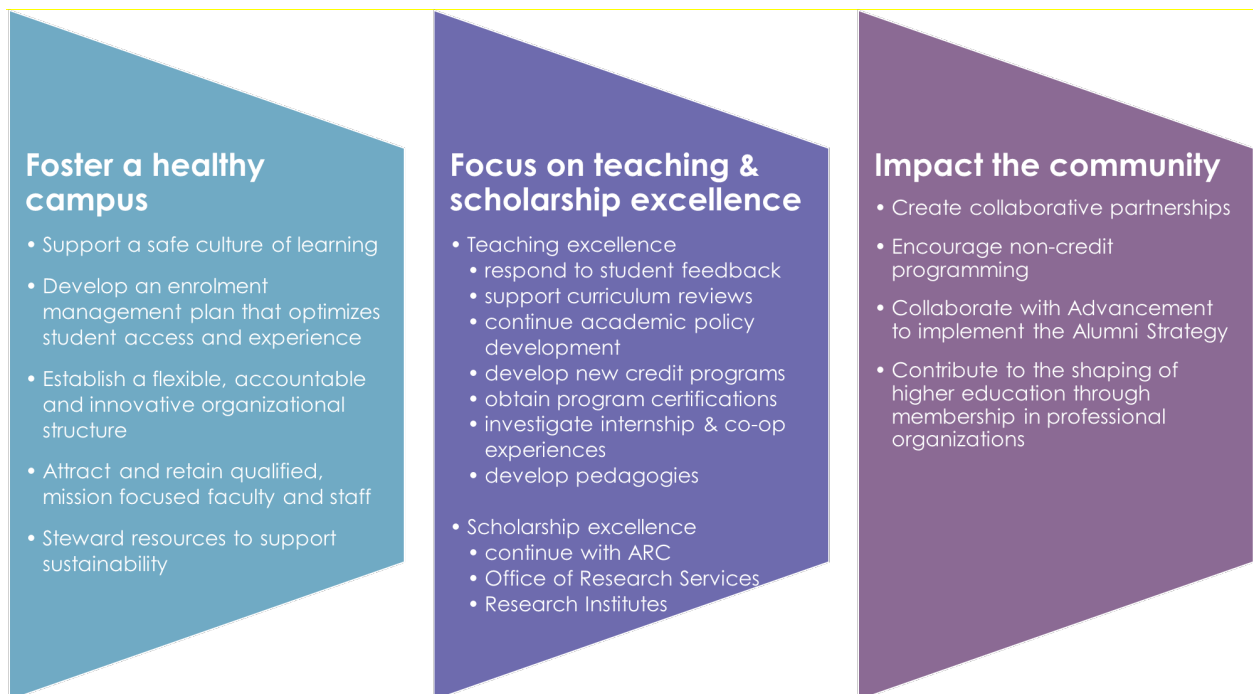 Foster a healthy
campus
• Support a safe culture of learning
• Develop an enrolment
management plan that optimizes
student access and experience
• Establish a flexible, accountable
and innovative organizational
structure
• Attract and retain qualified,
mission focused faculty and staff
• Steward resources to support
sustainability
Focus on teaching &
scholarship excellence
• Teaching excellence
• respond to student feedback
• support curriculum reviews
• continue academic policy
development
• develop new credit programs
• obtain program certifications
• investigate internship & co-op
experiences
• develop pedagogies
• Scholarship excellence
• continue with ARC
• Office of Research Services
• Research Institutes
Impact the community
• Create collaborative partnerships
• Encourage non-credit
programming
• Collaborate with Advancement
to implement the Alumni Strategy
• Contribute to the shaping of
higher education through
membership in professional
organizations